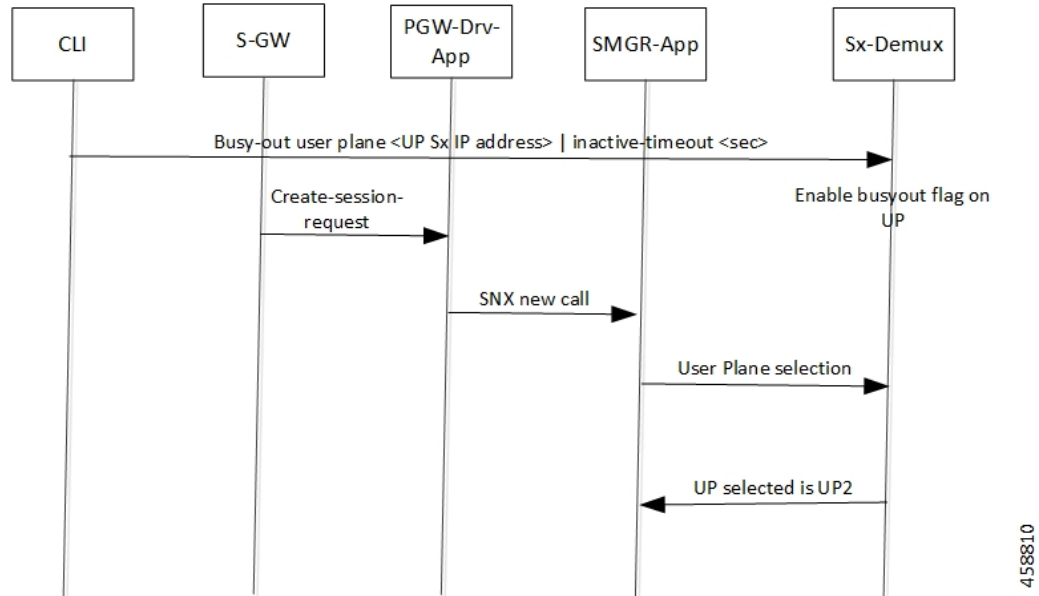 CLI
S-GW
PGW-Drv-
App
SMGR-App
Sx-Demux
Busy-out user plane <UP Sx IP address> | inactive-timeout <sec>
Enable busyout flag on
UP
Create-session-
request
SNX new call
User Plane selection
UP selected is UP2
458810